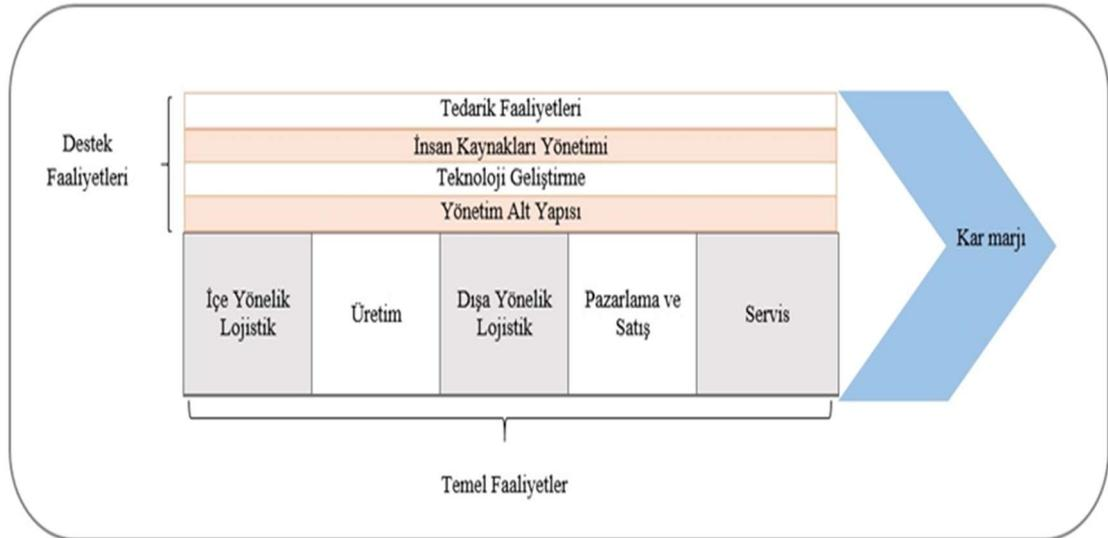 Tedarik Faaliyetleri
Destek
Faaliyetleri
İnsan Kaynakları Yönetimi
Teknoloji Geliştirme
Yönetim Alt Yapısı
Kar marjı
İçe Yönelik
Lojistik
Üretim
Dışa Yönelik
Lojistik
Pazarlama ve
Satış
Servis
Temel Faaliyetler